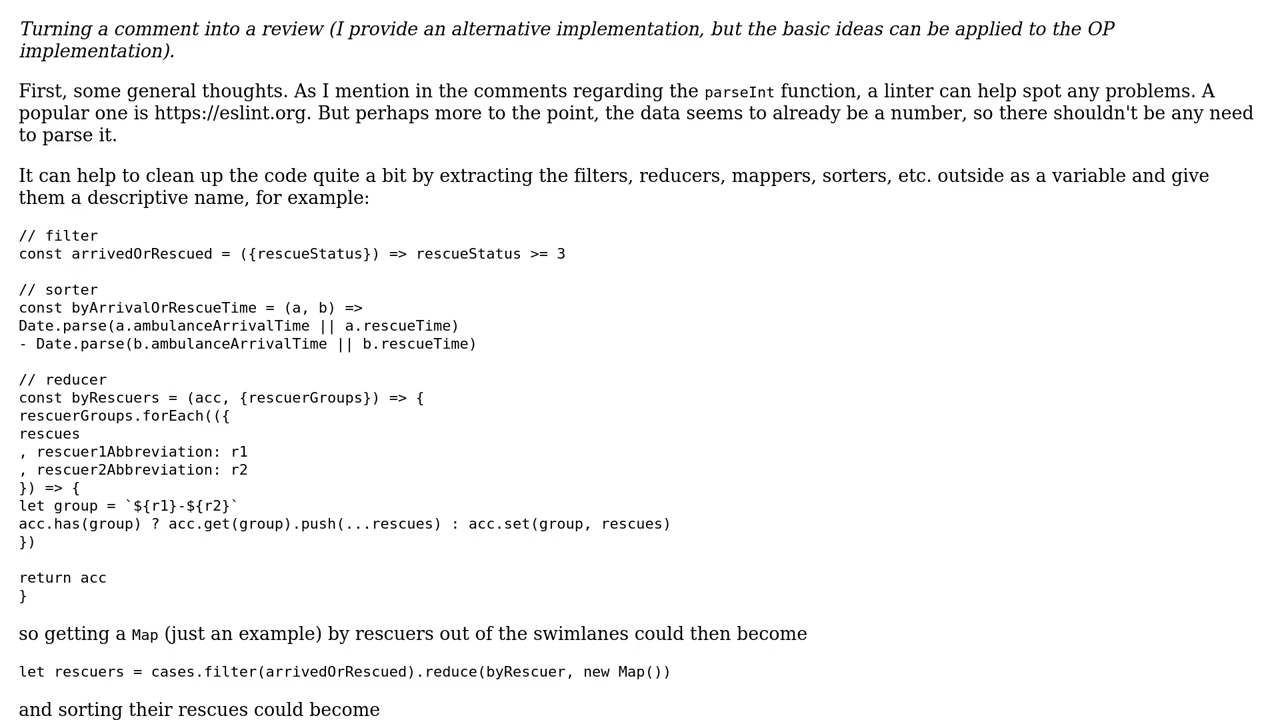 Turning a comment into a review (I provide an alternative implementation, but the basic ideas can be applied to the OP
implementation).
First, some general thoughts. As I mention in the comments regarding the parseInt function, a linter can help spot any problems. A
popular one is https://eslint.org. But perhaps more to the point, the data seems to already be a number, so there shouldn't be any need
to parse it.
It can help to clean up the code quite a bit by extracting the filters, reducers, mappers, sorters, etc. outside as a variable and give
them a descriptive name, for example:
// filter
const arrivedOrRescued = ({rescueStatus}) => rescueStatus >= 3
// sorter
const byArrivalOrRescueTime = (a, b) =>
Date.parse(a.ambulanceArrivalTime || a.rescueTime)
- Date.parse(b.ambulanceArrivalTime || b.rescueTime)
// reducer
const byRescuers = (acc, {rescuerGroups}) => {
rescuerGroups.forEach(({
rescues
, rescuer1Abbreviation: r1
, rescuer2Abbreviation: r2
}) => {
let group = `${r1}-${r2}`
acc.has(group) ? acc.get(group).push(...rescues) : acc.set(group, rescues)
})
return acc
}
so getting a Map (just an example) by rescuers out of the swimlanes could then become
let rescuers = cases.filter(arrivedOrRescued).reduce(byRescuer, new Map())
and sorting their rescues could become